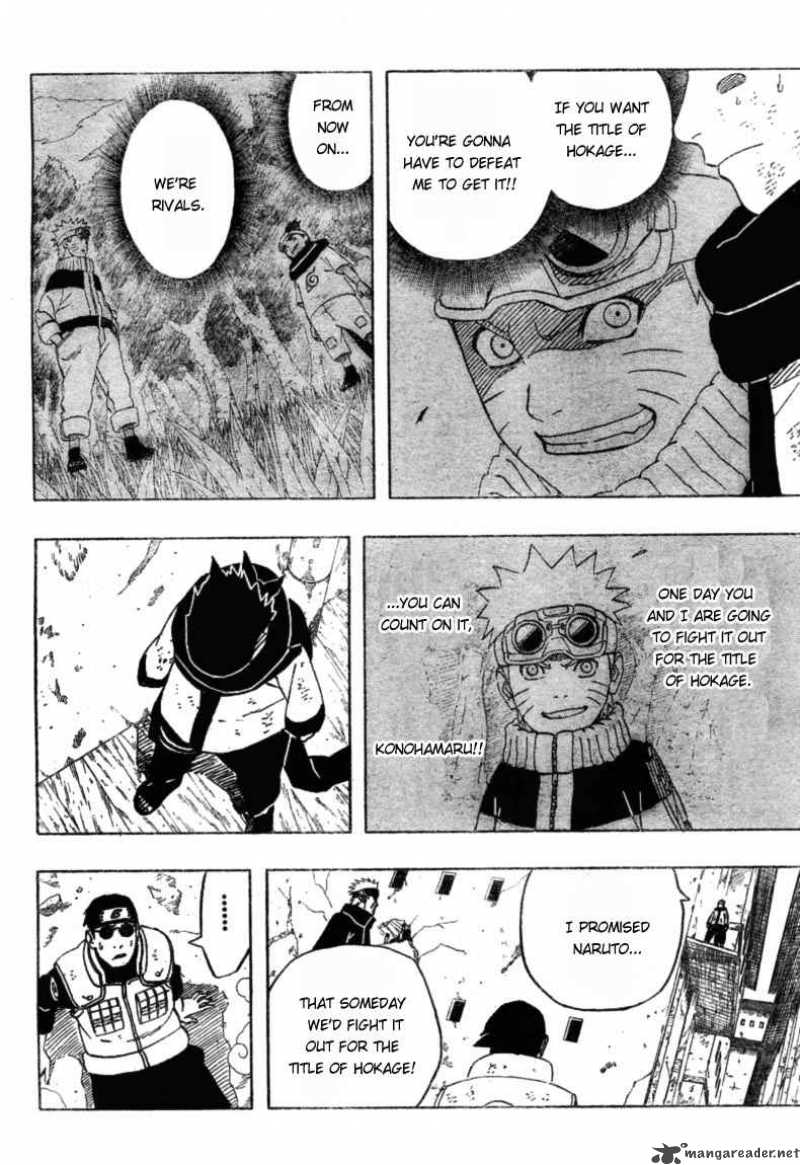 IF YOU WANT
THE TITLE OF
HOKAGE...
YOU'RE GONNA
HAVE TO DEFEAT
ME TO GET IT!!
FROM
NOW
ON...
WE'RE
RIVALS.
ONE DAY YOU
AND I ARE GOING
TO FIGHT IT OUT
FOR THE TITLE
OF HOKAGE.
...YOU CAN
COUNT ON IT,
KONOHAMARU!!
I PROMISED
NARUTO...
THAT SOMEDAY
WE'D FIGHT IT
OUT FOR THE
TITLE OF HOKAGE!
......
mangareader.net